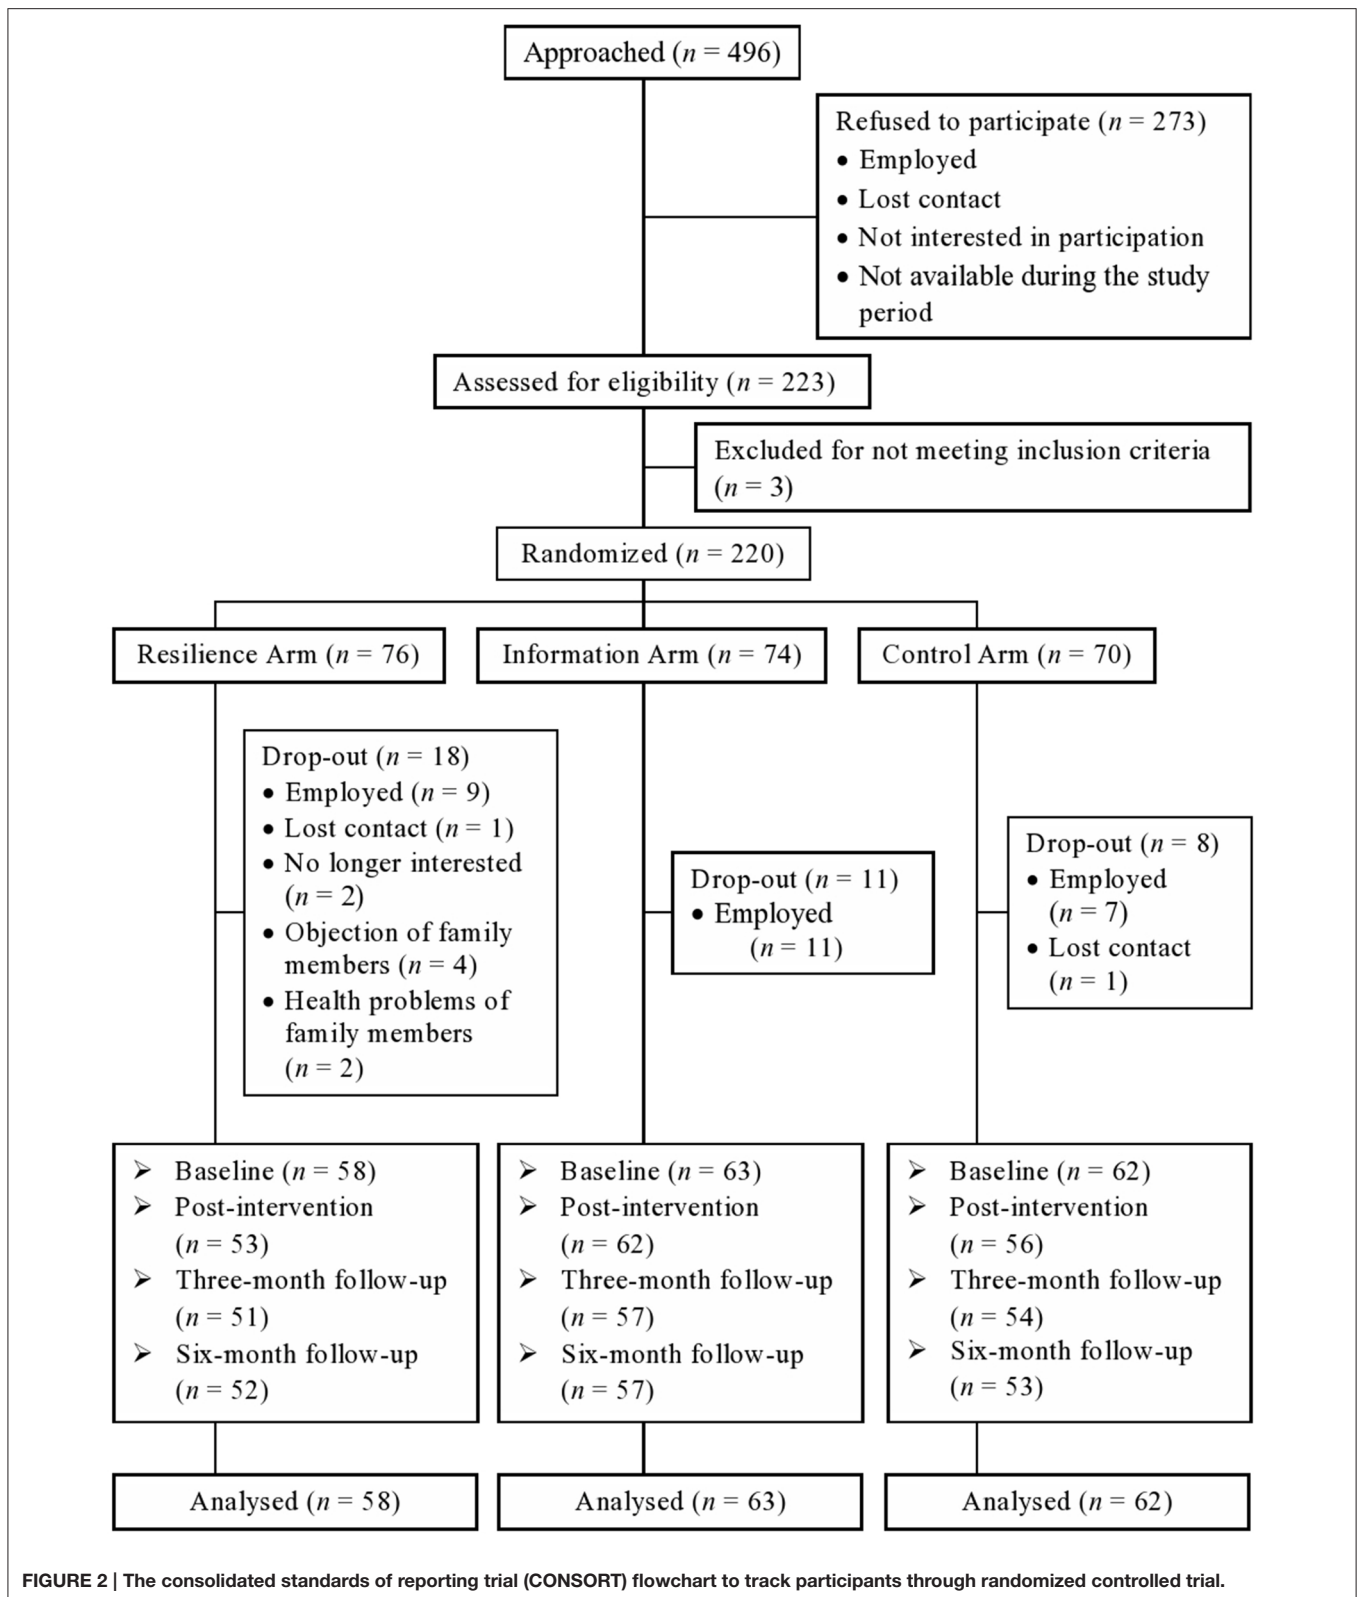 Approached (n = 496)
Refused to participate (n = 273)
• Employed
• Lost contact
• Not interested in participation
• Not available during the study
period
Assessed for eligibility (n = 223)
Excluded for not meeting inclusion criteria
(n = 3)
Randomized (n = 220)
Resilience Arm (n = 76)
Information Arm (n = 74)
Control Arm (n = 70)
Drop-out (n = 18)
• Employed (n = 9)
• Lost contact (n = 1)
• No longer interested
(n = 2)
• Objection of family
members (n = 4)
• Health problems of
family members
(n = 2)
Drop-out (n = 11)
• Employed
(n = 11)
Drop-out (n = 8)
• Employed
(n = 7)
• Lost contact
(n = 1)
➢ Baseline (n = 58)
➢ Post-intervention
(n = 53)
➢ Three-month follow-up
(n = 51)
➢ Six-month follow-up
(n = 52)
➢ Baseline (n = 63)
➢ Post-intervention
(n = 62)
➢ Three-month follow-up
(n = 57)
➢ Six-month follow-up
(n = 57)
➢ Baseline (n = 62)
➢ Post-intervention
(n = 56)
➢ Three-month follow-up
(n = 54)
➢ Six-month follow-up
(n = 53)
Analysed (n = 58)
Analysed (n = 63)
Analysed (n = 62)
FIGURE 2 | The consolidated standards of reporting trial (CONSORT) flowchart to track participants through randomized controlled trial.